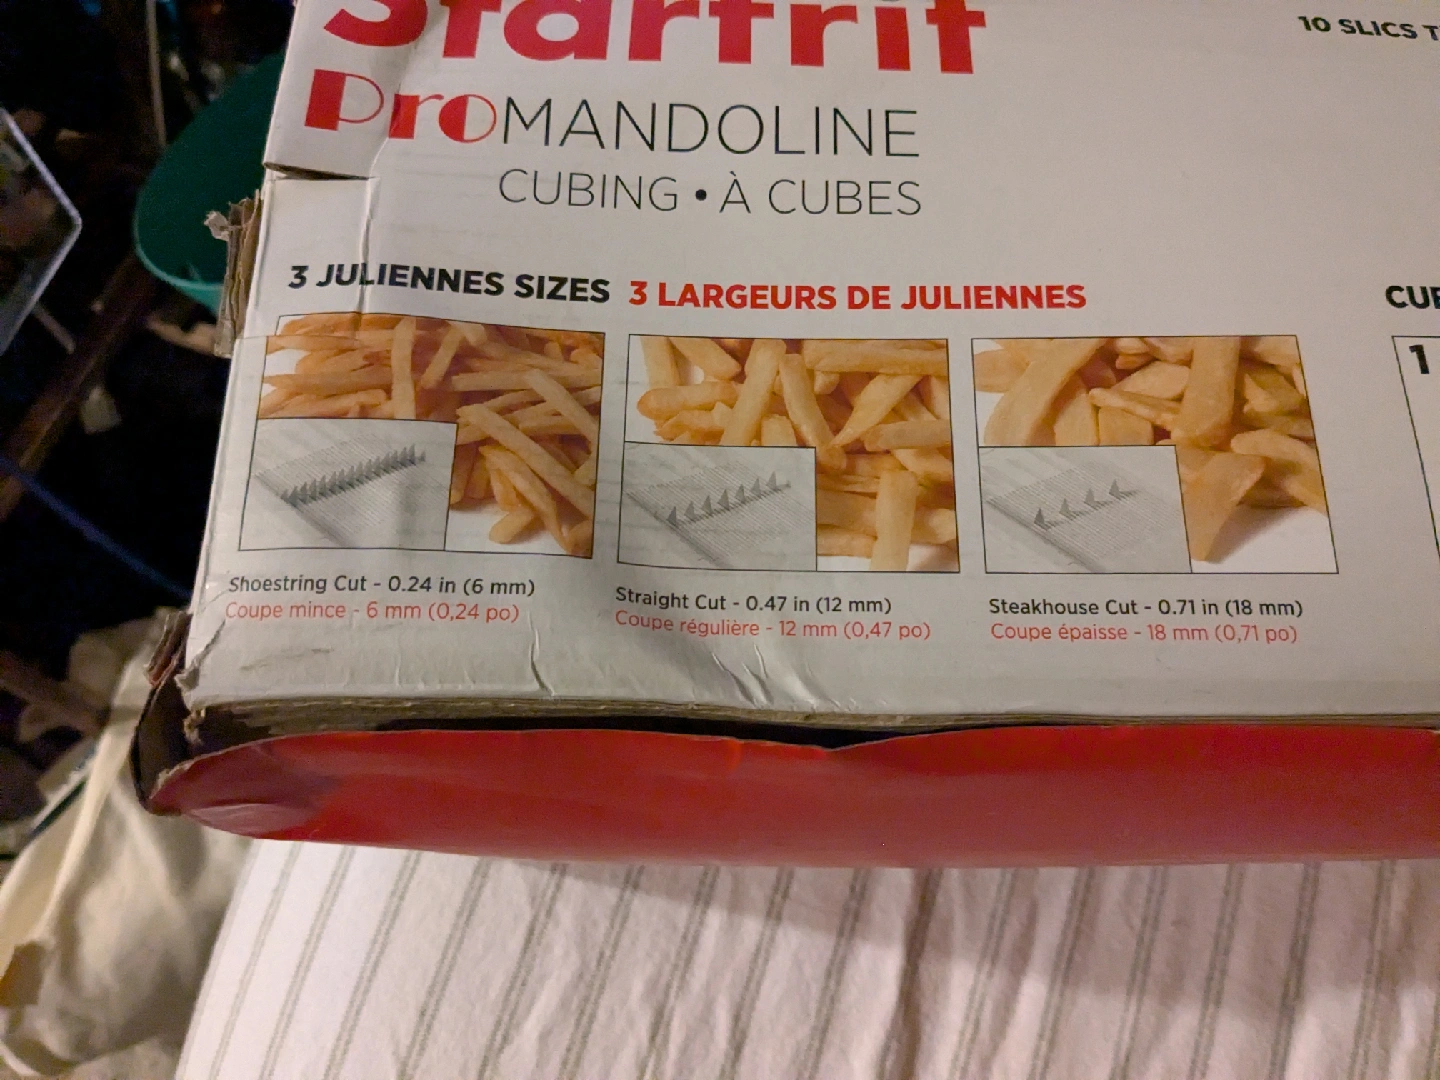 Starfrit
10 SLICS
Pro MANDOLINE
CUBING • À CUBES
3 JULIENNES SIZES 3 LARGEURS DE JULIENNES
1
Shoestring Cut - 0.24 in (6 mm)
Coupe mince - 6 mm (0,24 po)
Straight Cut - 0.47 in (12 mm)
Coupe régulière - 12 mm (0,47 po)
Steakhouse Cut - 0.71 in (18 mm)
Coupe épaisse - 18 mm (0,71 po)